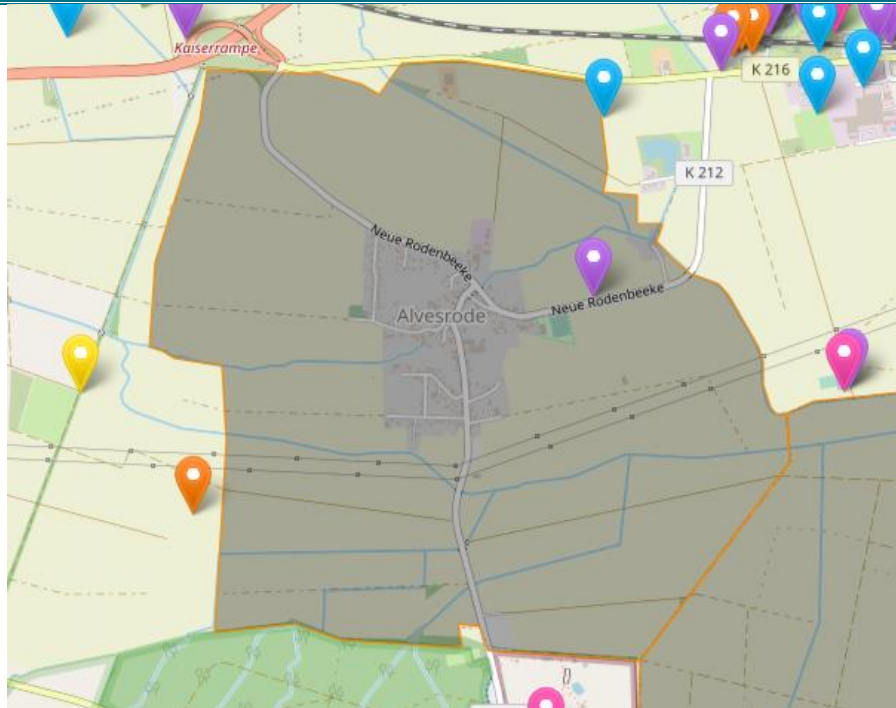 Kaiserrampe
K 216
K 212
Neue Rodenbeeke
Neue Rodenbeeke
Alvesrode